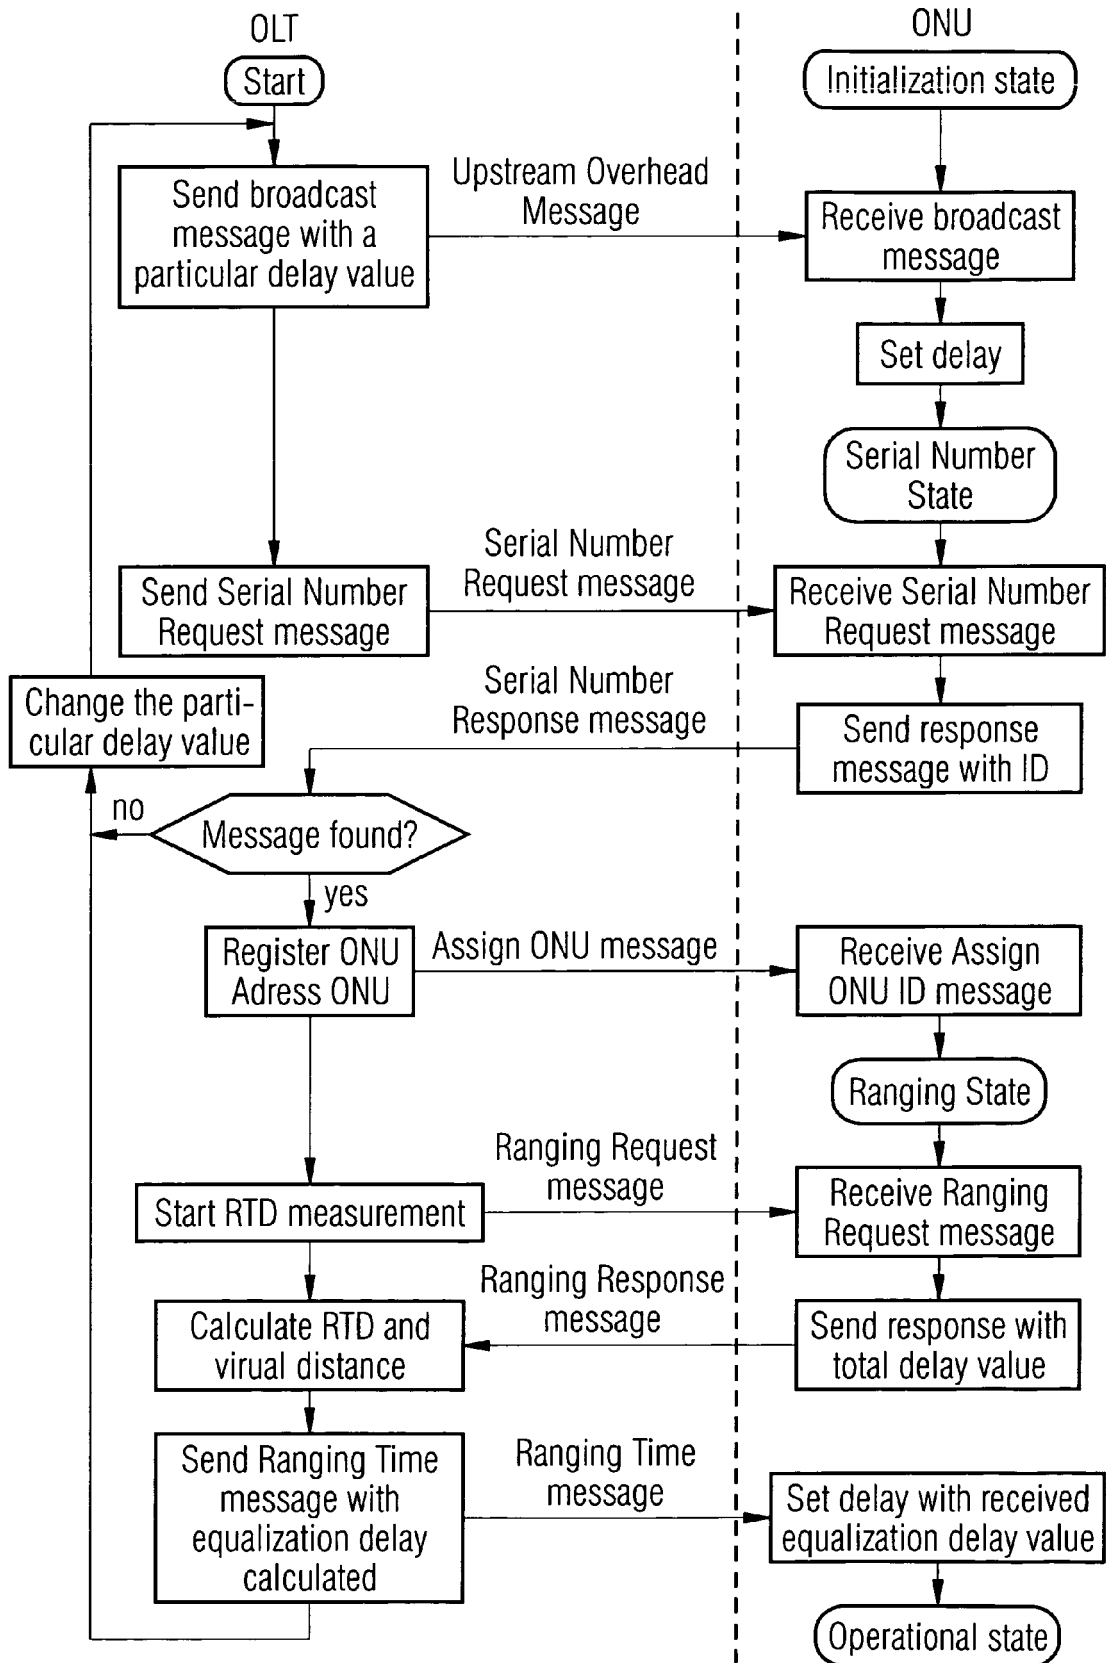 OLT
ONU
Start
Initialization state
Send broadcast
message with a
particular delay value
Upstream Overhead
Message
Receive broadcast
message
Set delay
Serial Number
State
Send Serial Number
Request message
Serial Number
Request message
Receive Serial Number
Request message
Change the parti-
cular delay value
Serial Number
Response message
Send response
message with ID
no
Message found?
yes
Register ONU
Adress ONU
Assign ONU message
Receive Assign
ONU ID message
Ranging State
Start RTD measurement
Ranging Request
message
Receive Ranging
Request message
Calculate RTD and
virual distance
Ranging Response
message
Send response with
total delay value
Send Ranging Time
message with
equalization delay
calculated
Ranging Time
message
Set delay with received
equalization delay value
Operational state